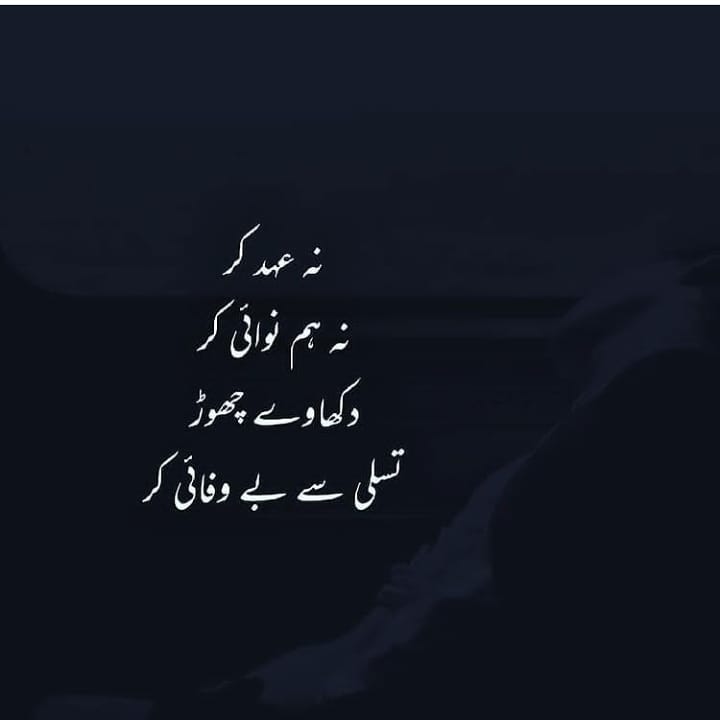 نہ عہد کر
نہ ہم نوائی کر
دکھاوے چھوڑ
تسلی سے بے وفائی کر